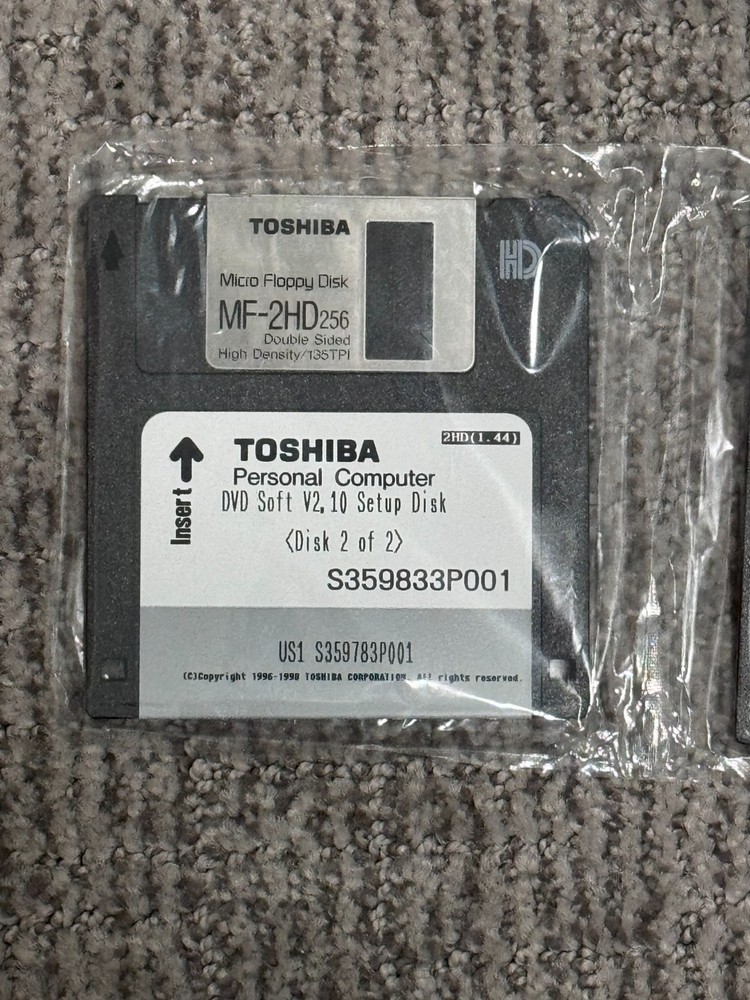 TOSHIBA
HD
Micro Floppy Disk
MF-2HD256
Double Sided
High Density/135TPI
2HD(1.44)
TOSHIBA
Personal Computer
DVD Soft V2.10 Setup Disk
Insert
<Disk 2 of 2>
S359833P001
US1 S359783P001
(C)Copyright 1996-1998 TOSHIBA CORPORATION. All rights reserved.